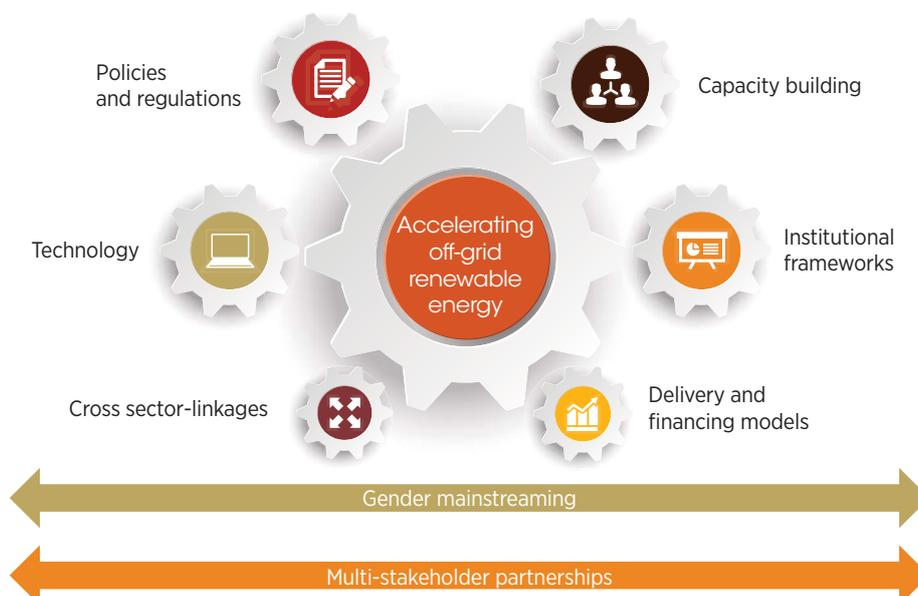 Policies
and regulations
Capacity building
Accelerating
off-grid
renewable
energy
Technology
Institutional
frameworks
Cross sector-linkages
Delivery and
financing models
Gender mainstreaming
Multi-stakeholder partnerships